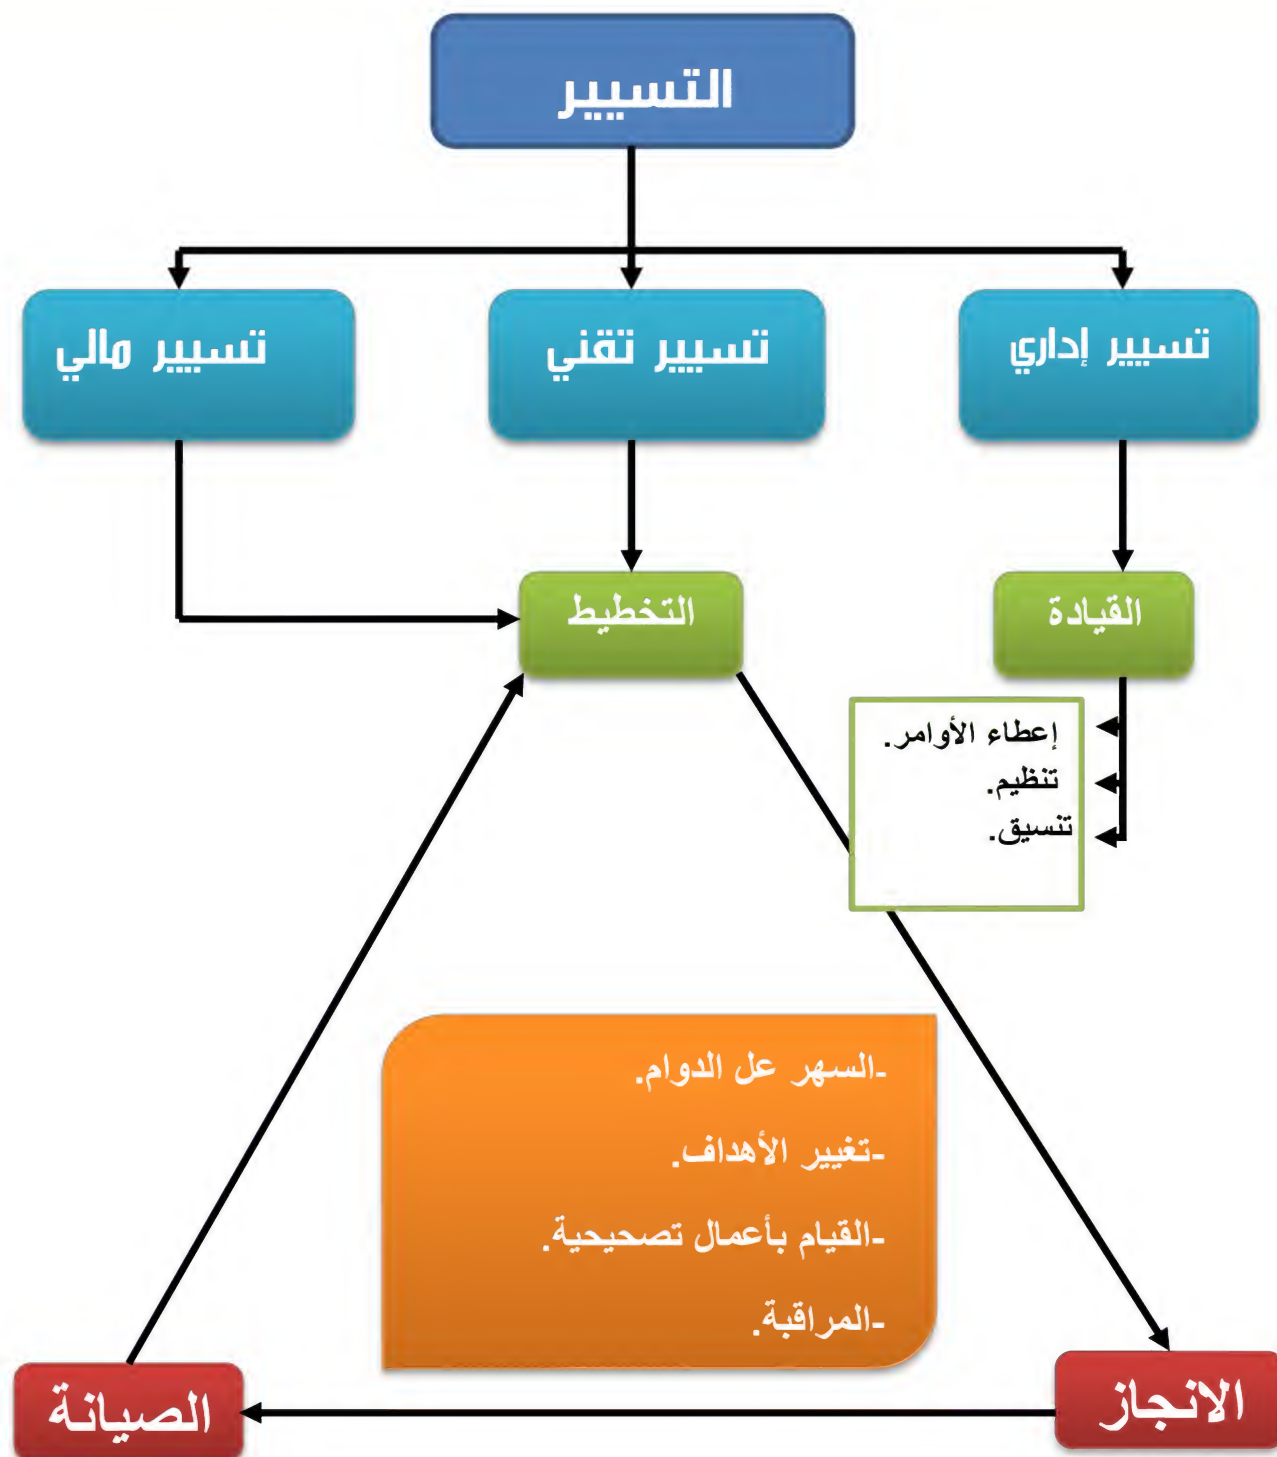 التسيير
تسيير إداري
تسيير تقني
تسيير مالي
القيادة
التخطيط
إعطاء الأوامر.
تنظيم.
تنسيق.
-السهر عل الدوام.
-تغيير الأهداف.
-القيام بأعمال تصحيحية.
-المراقبة.
الانجاز
الصيانة